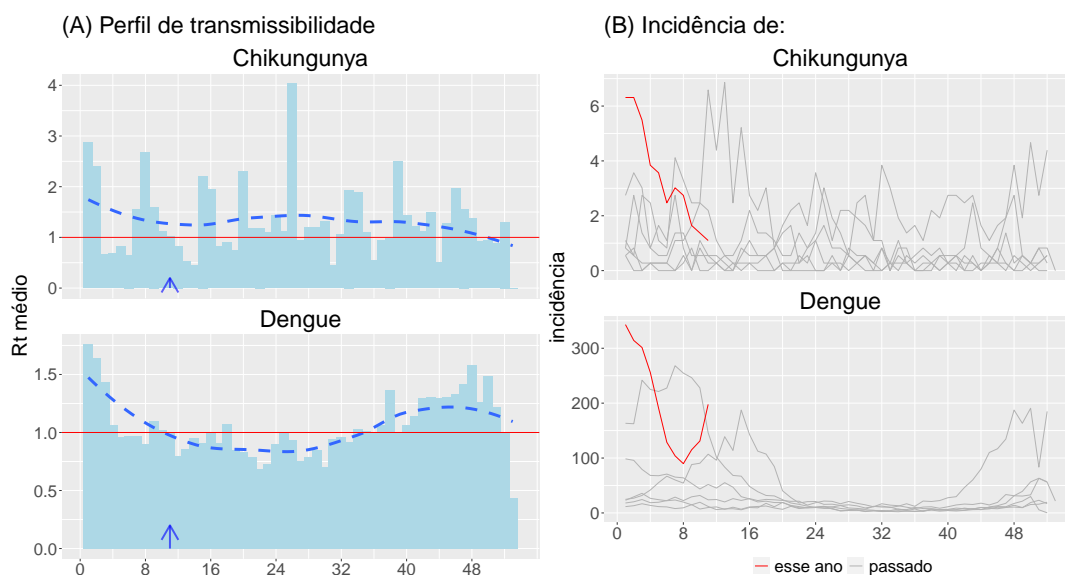 (A) Perfil de transmissibilidade
Chikungunya
4
3
2
1
0
Dengue
1.5
1.0
0.5
0.0
0 8 16 24 32 40 48
Rt médio
(B) Incidência de:
Chikungunya
6
4
2
0
Dengue
300
200
100
0
0 8 16 24 32 40 48
incidência
esse ano passado